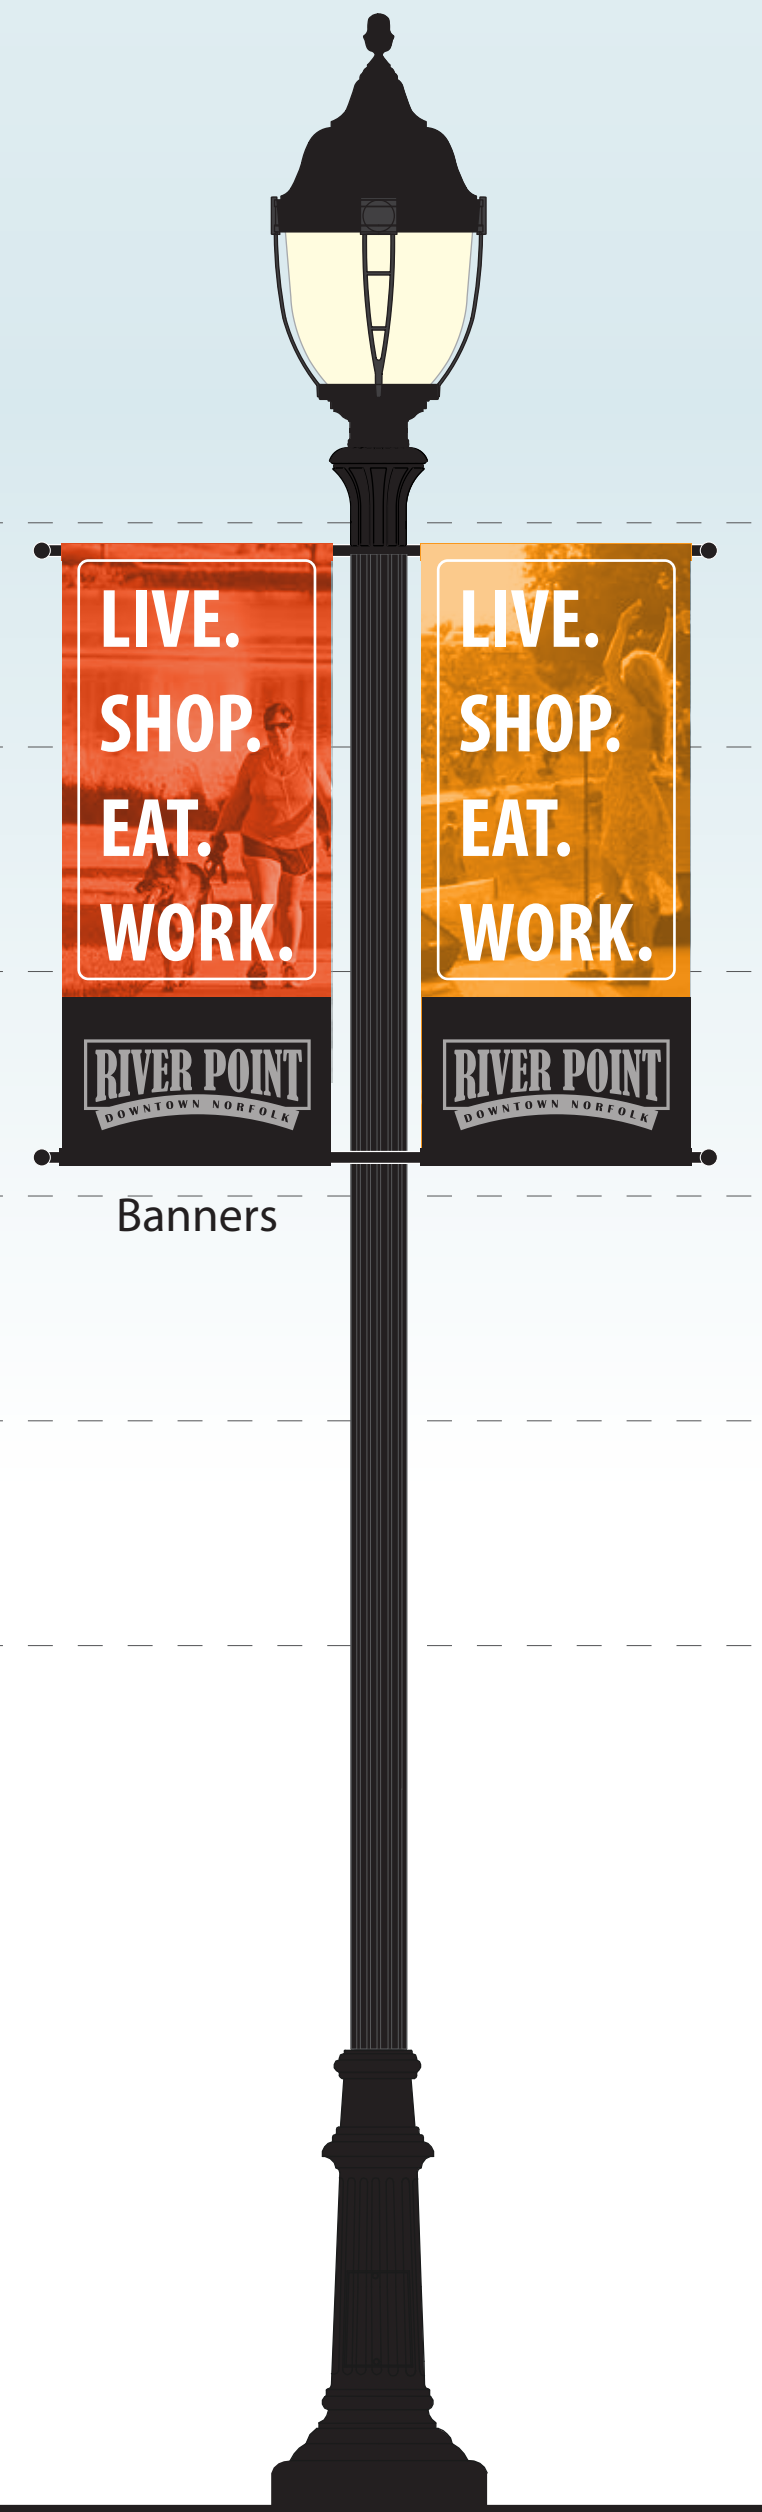 LIVE.
SHOP.
EAT.
WORK.
RIVER POINT
DOWNTOWN NORFOLK
LIVE.
SHOP.
EAT.
WORK.
RIVER POINT
DOWNTOWN NORFOLK
Banners